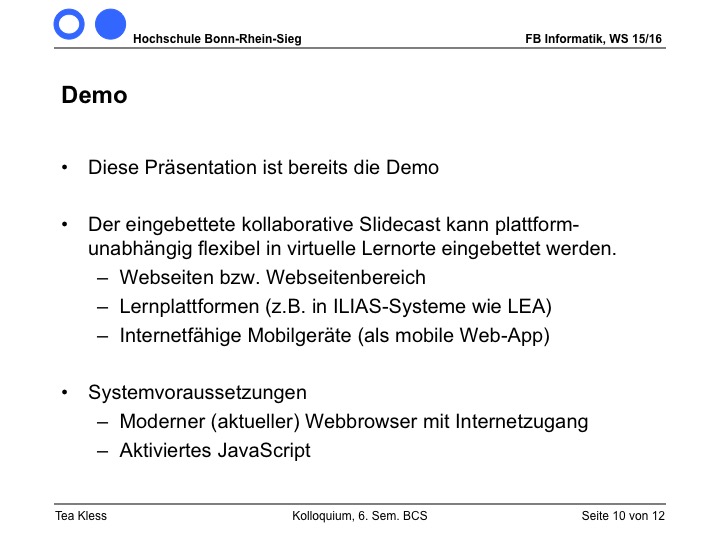 Hochschule Bonn-Rhein-Sieg FB Informatik, WS 15/16
Demo
• Diese Präsentation ist bereits die Demo
• Der eingebettete kollaborative Slidecast kann plattform-
unabhängig flexibel in virtuelle Lernorte eingebettet werden.
– Webseiten bzw. Webseitenbereich
– Lernplattformen (z.B. in ILIAS-Systeme wie LEA)
– Internetfähige Mobilgeräte (als mobile Web-App)
• Systemvoraussetzungen
– Moderner (aktueller) Webbrowser mit Internetzugang
– Aktiviertes JavaScript
Tea Kless Kolloquium, 6. Sem. BCS Seite 10 von 12